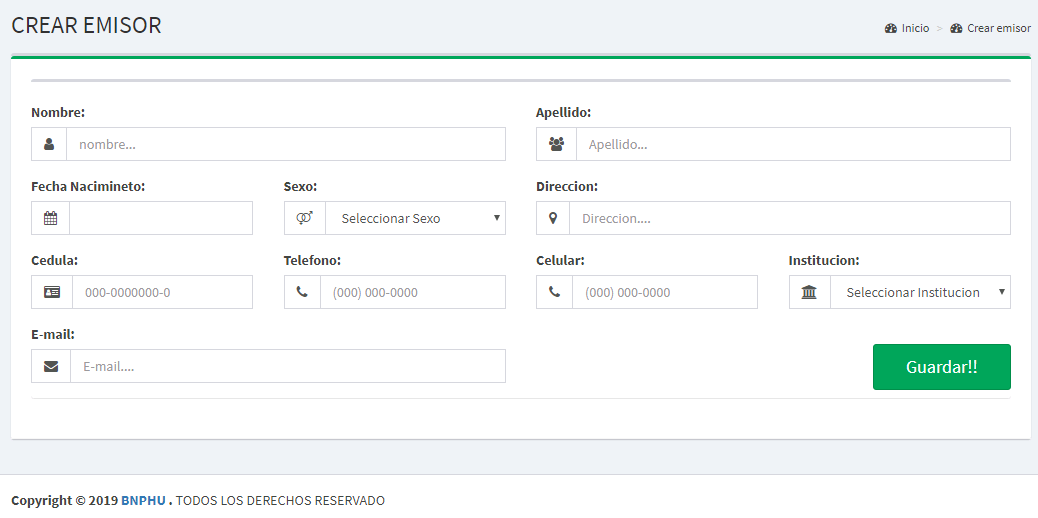 CREAR EMISOR
Inicio > Crear emisor
Nombre: Apellido:
nombre... Apellido...
Fecha Nacimineto: Sexo: Direccion:
Seleccionar Sexo Direccion....
Cedula: Telefono: Celular: Institucion:
000-0000000-0 (000) 000-0000 (000) 000-0000 Seleccionar Institucion
E-mail:
E-mail.... Guardar!!
Copyright © 2019 BNPHU . TODOS LOS DERECHOS RESERVADO